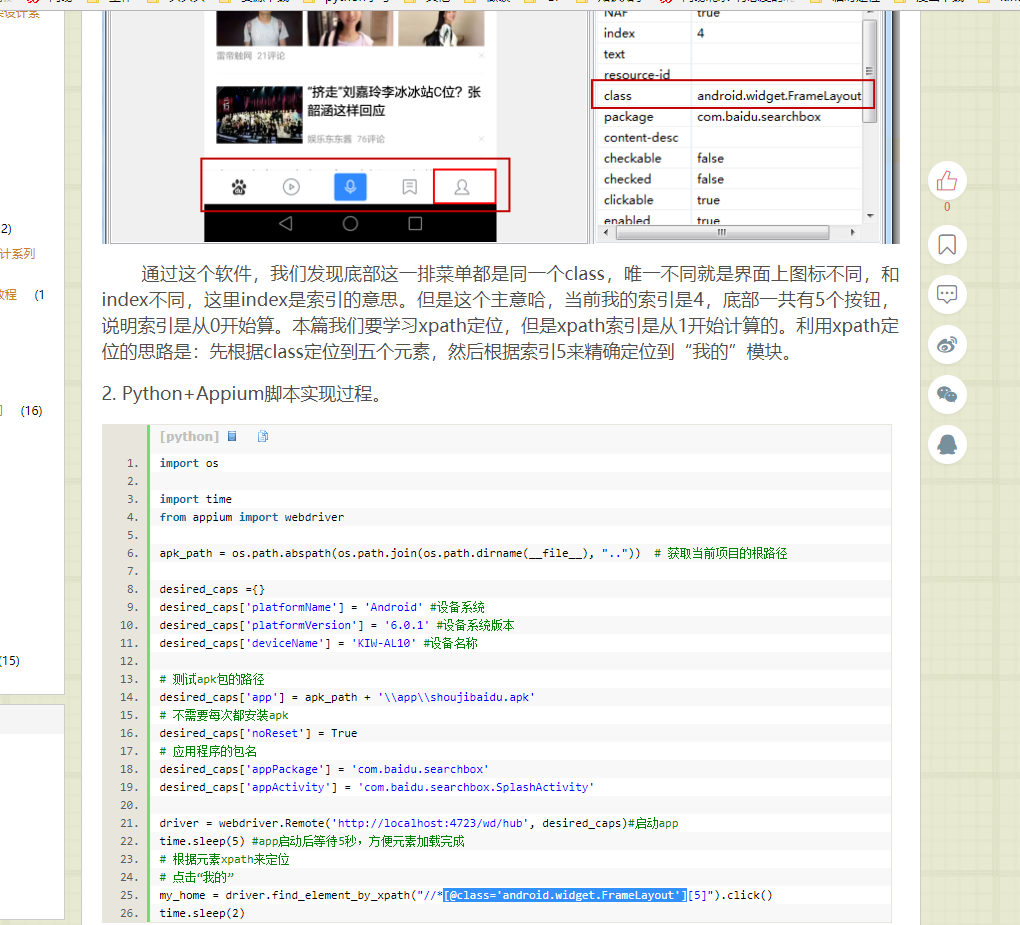 NAF true
index 4
text
resource-id
class android.widget.FrameLayout
package com.baidu.searchbox
content-desc
checkable false
checked false
clickable true
enabled true
雷帝触网 21评论
“挤走”刘嘉玲李冰冰站C位？张
韶涵这样回应
娱乐东东酱 76评论
2)
计系列
教程 (1
(16)
(15)
0
通过这个软件，我们发现底部这一排菜单都是同一个class，唯一不同就是界面上图标不同，和
index不同，这里index是索引的意思。但是这个主意哈，当前我的索引是4，底部一共有5个按钮，
说明索引是从0开始算。本篇我们要学习xpath定位，但是xpath索引是从1开始计算的。利用xpath定
位的思路是：先根据class定位到五个元素，然后根据索引5来精确定位到“我的”模块。
2. Python+Appium脚本实现过程。
[python]
1. import os
2.
3. import time
4. from appium import webdriver
5.
6. apk_path = os.path.abspath(os.path.join(os.path.dirname(__file__), "..")) # 获取当前项目的根路径
7.
8. desired_caps ={}
9. desired_caps['platformName'] = 'Android' #设备系统
10. desired_caps['platformVersion'] = '6.0.1' #设备系统版本
11. desired_caps['deviceName'] = 'KIW-AL10' #设备名称
12.
13. # 测试apk包的路径
14. desired_caps['app'] = apk_path + '\\app\\shoujibaidu.apk'
15. # 不需要每次都安装apk
16. desired_caps['noReset'] = True
17. # 应用程序的包名
18. desired_caps['appPackage'] = 'com.baidu.searchbox'
19. desired_caps['appActivity'] = 'com.baidu.searchbox.SplashActivity'
20.
21. driver = webdriver.Remote('http://localhost:4723/wd/hub', desired_caps)#启动app
22. time.sleep(5) #app启动后等待5秒，方便元素加载完成
23. # 根据元素xpath来定位
24. # 点击“我的”
25. my_home = driver.find_element_by_xpath("//*[@class='android.widget.FrameLayout'][5]").click()
26. time.sleep(2)